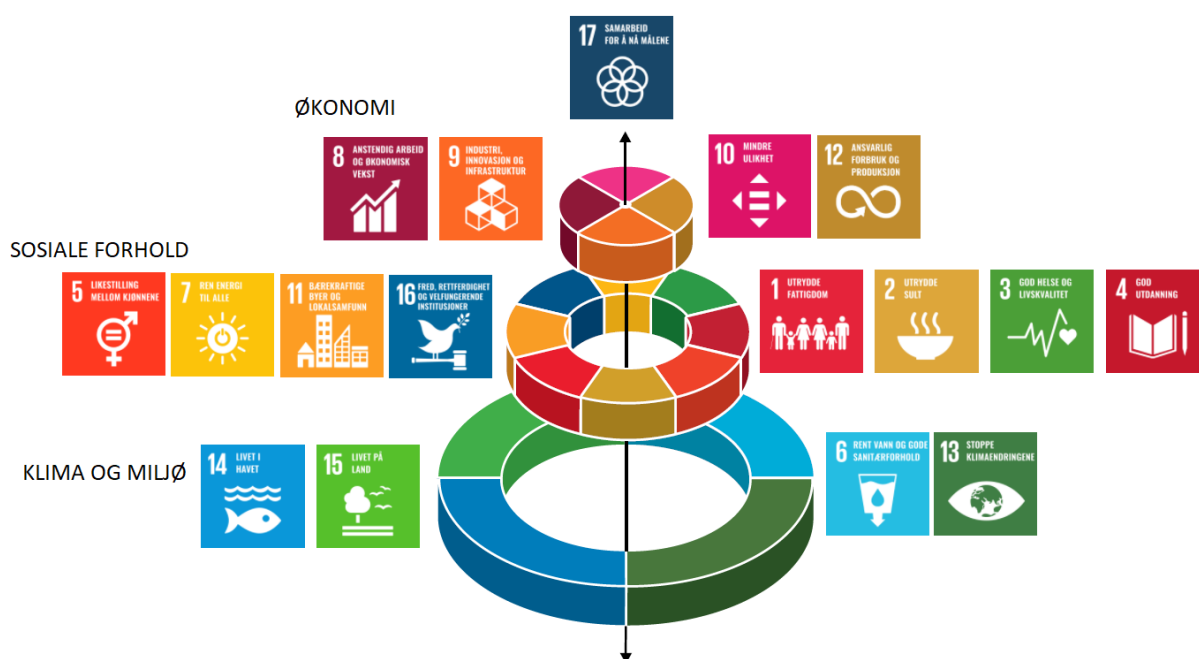 17 SAMARBEID
FOR Å NÅ MÅLENE
ØKONOMI
8 ANSTENDIG ARBEID
OG ØKONOMISK
VEKST
9 INDUSTRI,
INNOVASJON OG
INFRASTRUKTUR
10 MINDRE
ULIKHET
12 ANSVARLIG
FORBRUK OG
PRODUKSJON
SOSIALE FORHOLD
5 LIKESTILLING
MELLOM KJØNNENE
7 REN ENERGI
TIL ALLE
11 BÆREKRAFTIGE
BYER OG
LOKALSAMFUNN
16 FRED, RETTFERDIGHET
OG VELFUNGERENDE
INSTITUSJONER
1 UTRYDDE
FATTIGDOM
2 UTRYDDE
SULT
3 GOD HELSE OG
LIVSKVALITET
4 GOD
UTDANNING
KLIMA OG MILJØ
14 LIVET I
HAVET
15 LIVET PÅ
LAND
6 RENT VANN OG GODE
SANITÆRFORHOLD
13 STOPPE
KLIMAENDRINGENE